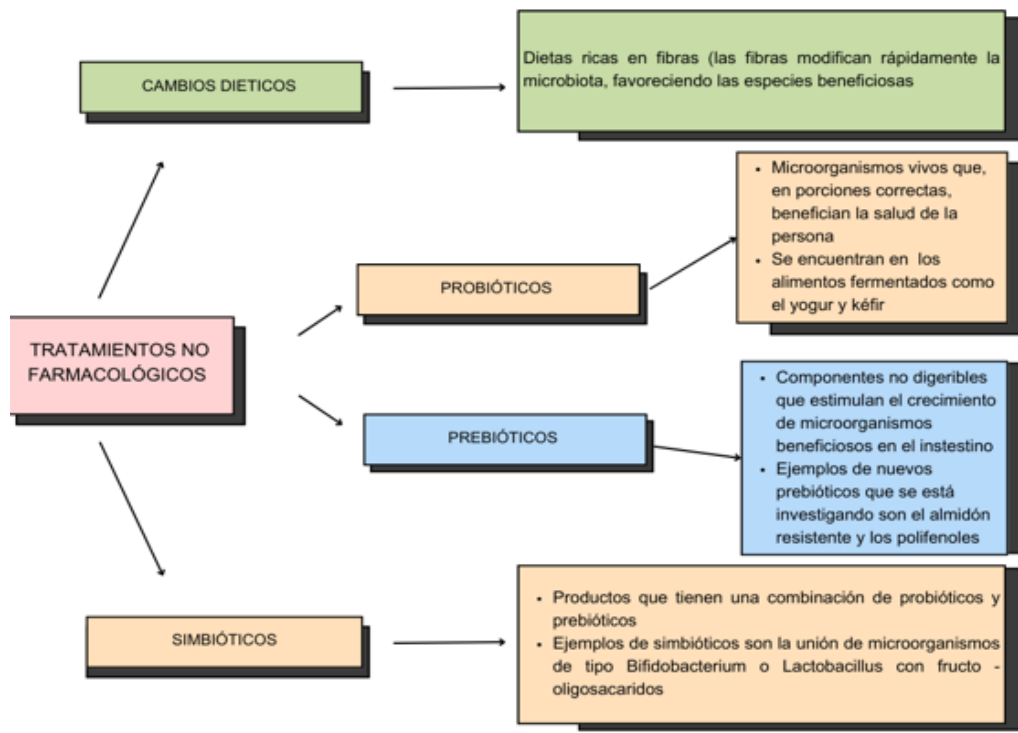 CAMBIOS DIETICOS
Dietas ricas en fibras (las fibras modifican rápidamente la
microbiota, favoreciendo las especies beneficiosas
TRATAMIENTOS NO
FARMACOLÓGICOS
PROBIÓTICOS
• Microorganismos vivos que,
en porciones correctas,
benefician la salud de la
persona
• Se encuentran en los
alimentos fermentados como
el yogur y kéfir
PREBIÓTICOS
• Componentes no digeribles
que estimulan el crecimiento
de microorganismos
beneficiosos en el instestino
• Ejemplos de nuevos
prebióticos que se está
investigando son el almidón
resistente y los polifenoles
SIMBIÓTICOS
• Productos que tienen una combinación de probióticos y
prebióticos
• Ejemplos de simbióticos son la unión de microorganismos
de tipo Bifidobacterium o Lactobacillus con fructo -
oligosacaridos